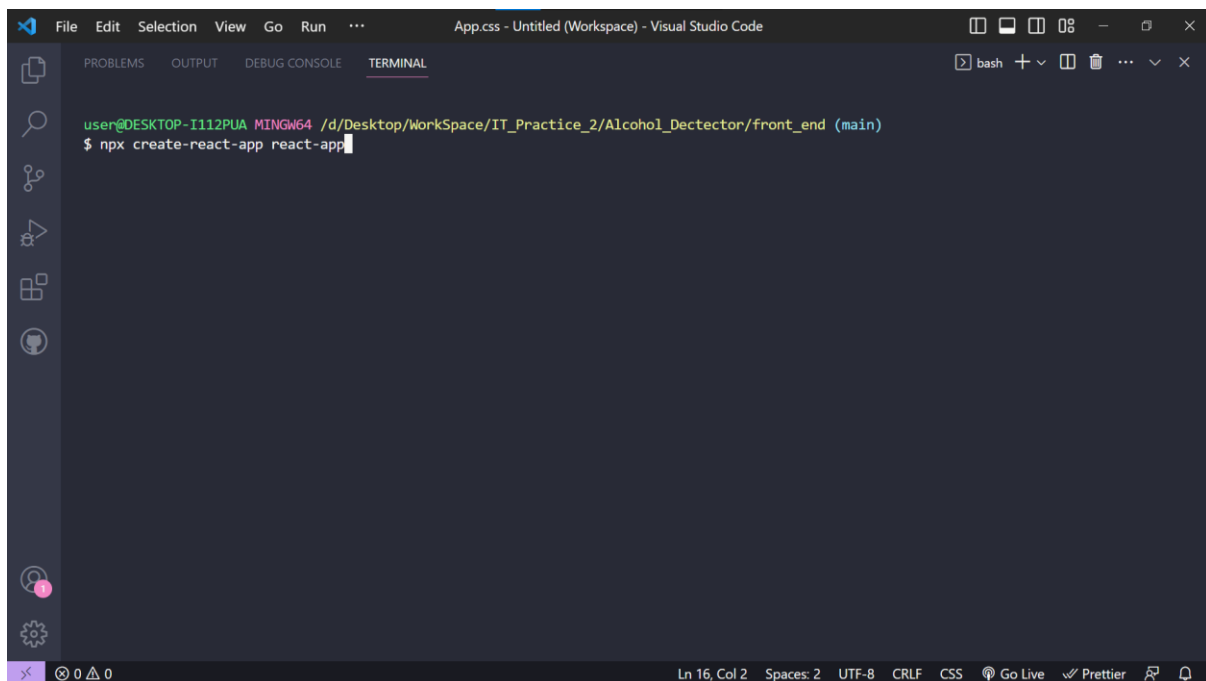 File Edit Selection View Go Run ··· App.css - Untitled (Workspace) - Visual Studio Code
PROBLEMS OUTPUT DEBUG CONSOLE TERMINAL bash
user@DESKTOP-I112PUA MINGW64 /d/Desktop/WorkSpace/IT_Practice_2/Alcohol_Dectector/front_end (main)
$ npx create-react-app react-app
1
0 0 Ln 16, Col 2 Spaces: 2 UTF-8 CRLF CSS Go Live Prettier